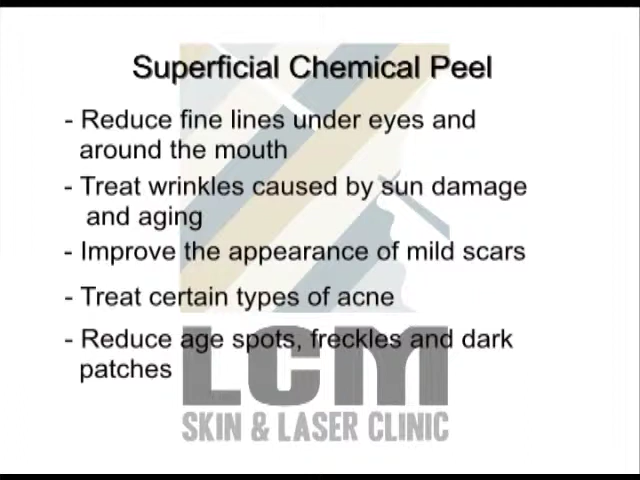 Superficial Chemical Peel
- Reduce fine lines under eyes and
around the mouth
- Treat wrinkles caused by sun damage
and aging
- Improve the appearance of mild scars
- Treat certain types of acne
- Reduce age spots, freckles and dark
patches
LCM
SKIN & LASER CLINIC